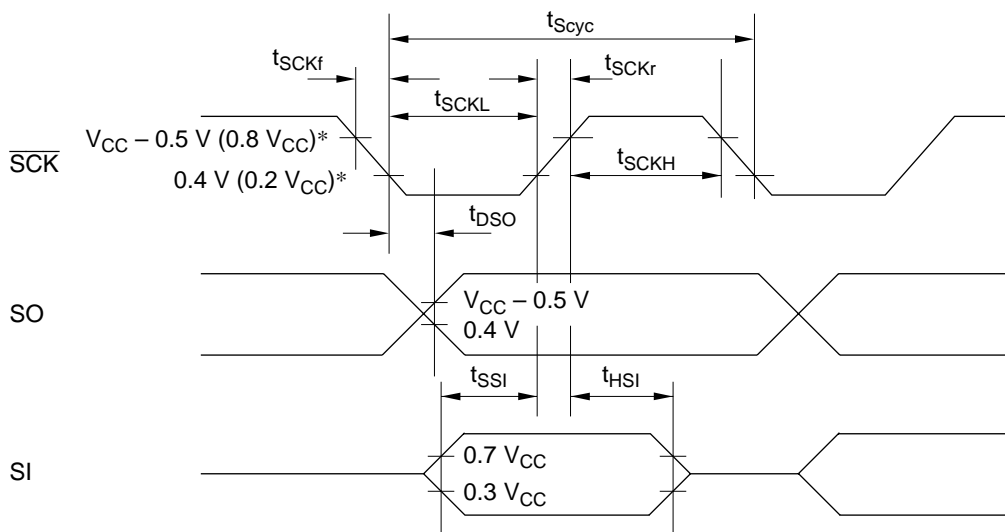 tScyc
tSCKf
tSCKr
tSCKL
VCC – 0.5 V (0.8 VCC)*
SCK
tSCKH
0.4 V (0.2 VCC)*
tDSO
SO
VCC – 0.5 V
0.4 V
tSSI
tHSI
0.7 VCC
SI
0.3 VCC